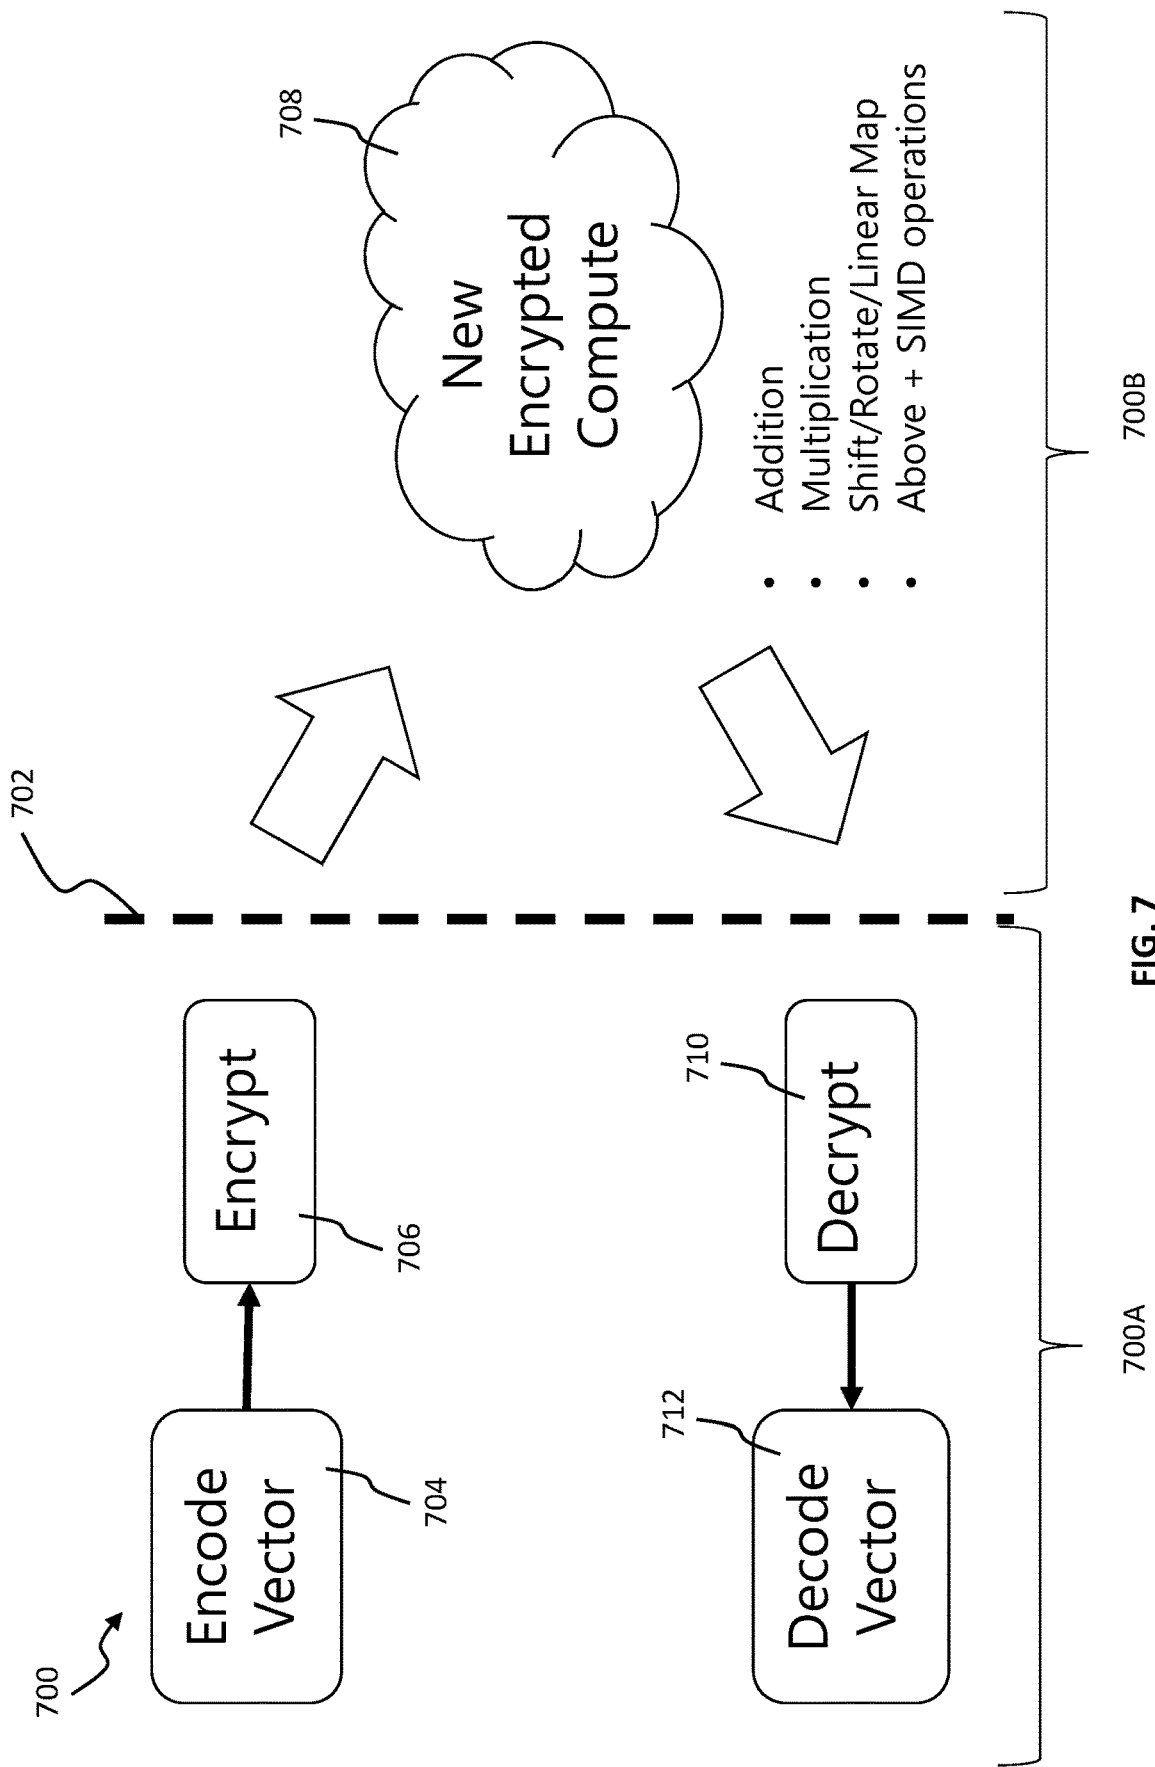 700
702
Encode
Vector
704
Encrypt
706
708
New
Encrypted
Compute
• Addition
• Multiplication
• Shift/Rotate/Linear Map
• Above + SIMD operations
Decrypt
710
Decode
Vector
712
700A
700B
FIG. 7